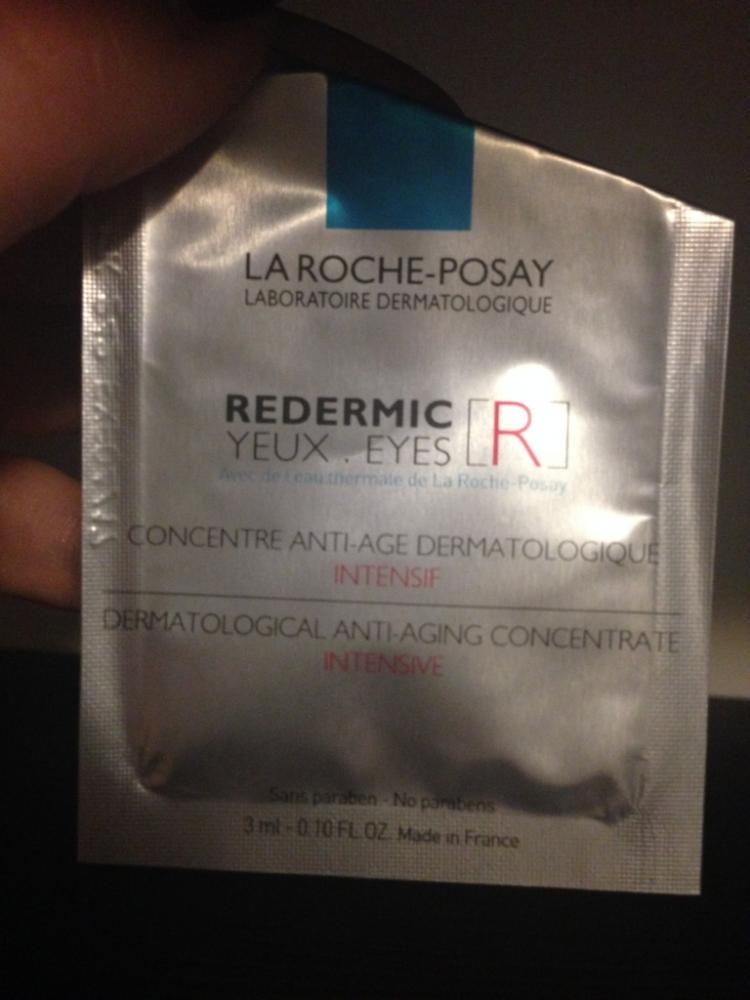 LA ROCHE-POSAY
LABORATOIRE DERMATOLOGIQUE
REDERMIC [R]
YEUX . EYES
Avec de l'eau thermale de La Roche-Posay
CONCENTRE ANTI-AGE DERMATOLOGIQUE
INTENSIF
DERMATOLOGICAL ANTI-AGING CONCENTRATE
INTENSIVE
Sans paraben - No parabens
3 ml - 0.10 FL.OZ. Made in France